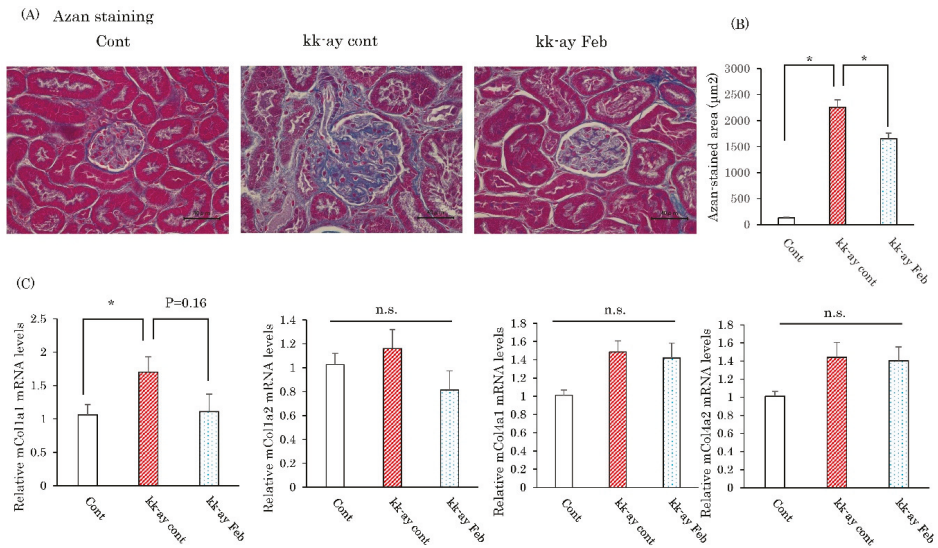 (A) Azan staining
Cont
kk-ay cont
kk-ay Feb
(B)
Azan-stained area (μm2)
3000
2500
2000
1500
1000
500
0
*
*
Cont
kk-ay cont
kk-ay Feb
(C)
Relative mCol1a1 mRNA levels
2.5
2
1.5
1
0.5
0
*
P=0.16
Cont
kk-ay cont
kk-ay Feb
Relative mCol1a2 mRNA levels
1.4
1.2
1
0.8
0.6
0.4
0.2
0
n.s.
Cont
kk-ay cont
kk-ay Feb
Relative mCol4a1 mRNA levels
1.8
1.6
1.4
1.2
1
0.8
0.6
0.4
0.2
0
n.s.
Cont
kk-ay cont
kk-ay Feb
Relative mCol4a2 mRNA levels
1.8
1.6
1.4
1.2
1
0.8
0.6
0.4
0.2
0
n.s.
Cont
kk-ay cont
kk-ay Feb